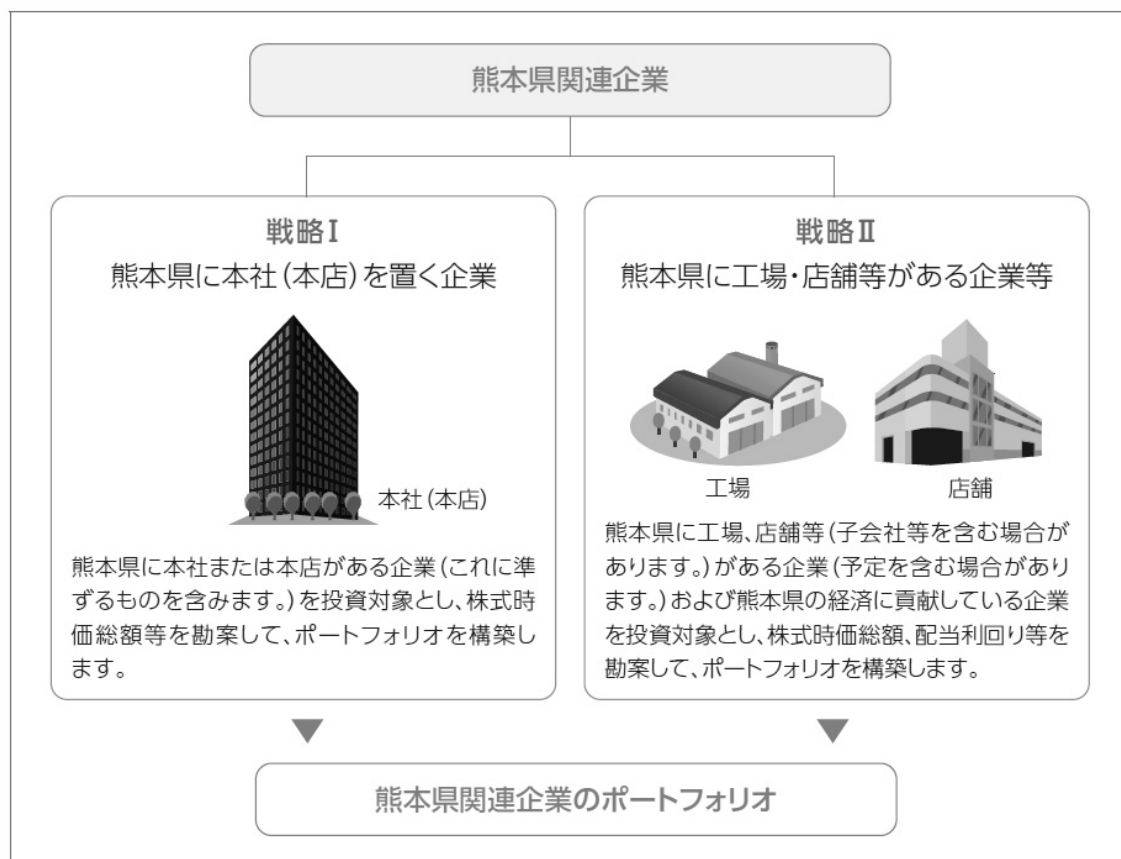 熊本県関連企業
戦略Ⅰ
熊本県に本社(本店)を置く企業
本社(本店)
熊本県に本社または本店がある企業(これに準
ずるものを含みます。)を投資対象とし、株式時
価総額等を勘案して、ポートフォリオを構築し
ます。
戦略Ⅱ
熊本県に工場・店舗等がある企業等
工場
店舗
熊本県に工場、店舗等(子会社等を含む場合が
あります。)がある企業(予定を含む場合があり
ます。)および熊本県の経済に貢献している企業
を投資対象とし、株式時価総額、配当利回り等を
勘案して、ポートフォリオを構築します。
熊本県関連企業のポートフォリオ